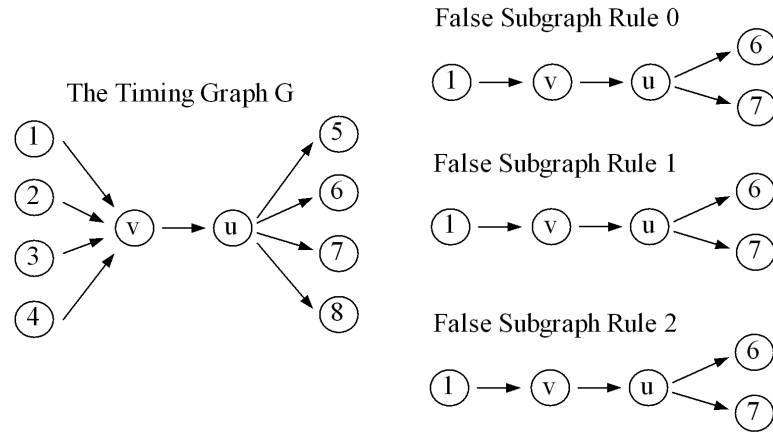 The Timing Graph G
1
2
3
4
v
u
5
6
7
8
False Subgraph Rule 0
1
v
u
6
7
False Subgraph Rule 1
1
v
u
6
7
False Subgraph Rule 2
1
v
u
6
7